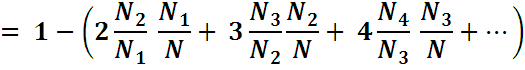 = 1 − (2 N₂/N₁ N₁/N + 3 N₃/N₂ N₂/N + 4 N₄/N₃ N₃/N + ⋯)